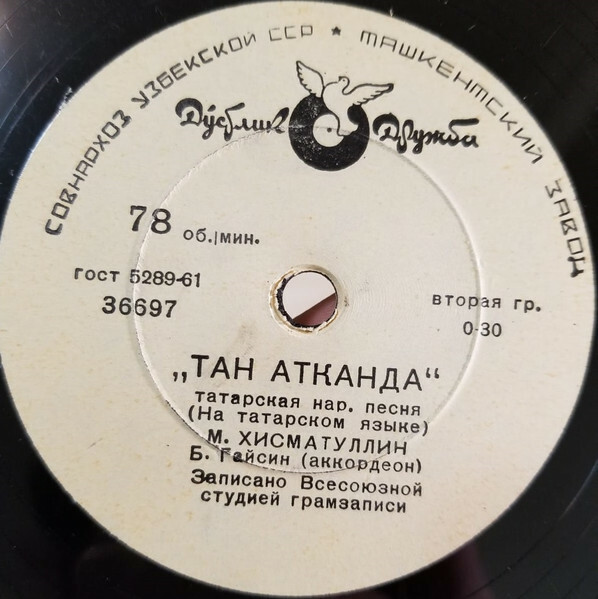 СОВНАРХОЗ УЗБЕКСКОЙ ССР ★ ТАШКЕНТСКИЙ ЗАВОД
Дӯстлик Дружба
78 об./мин.
гост 5289-61
36697
вторая гр.
0-30
„ТАН АТКАНДА“
татарская нар. песня
(На татарском языке)
М. ХИСМАТУЛЛИН
Б. Гайсин (аккордеон)
Записано Всесоюзной
студией грамзаписи